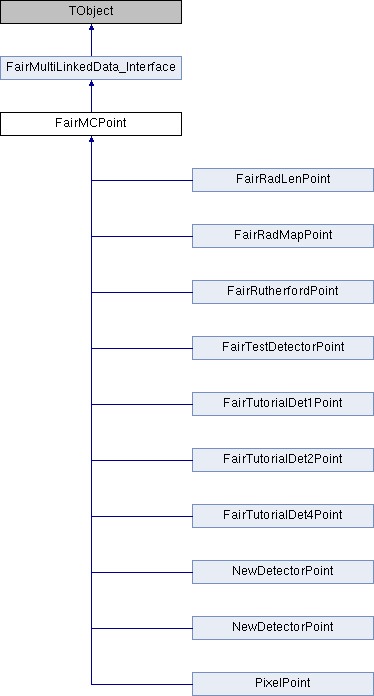 TObject
FairMultiLinkedData_Interface
FairMCPoint
FairRadLenPoint
FairRadMapPoint
FairRutherfordPoint
FairTestDetectorPoint
FairTutorialDet1Point
FairTutorialDet2Point
FairTutorialDet4Point
NewDetectorPoint
NewDetectorPoint
PixelPoint